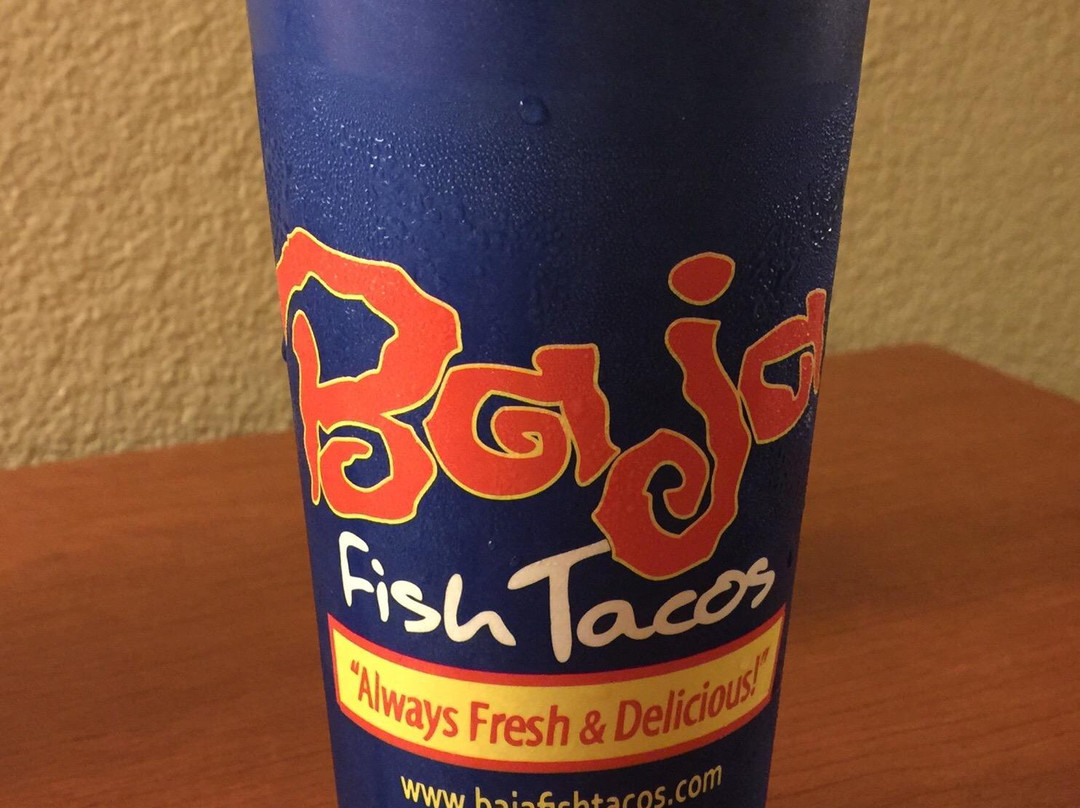 Baja
Fish Tacos
"Always Fresh & Delicious!"
www.bajafishtacos.com